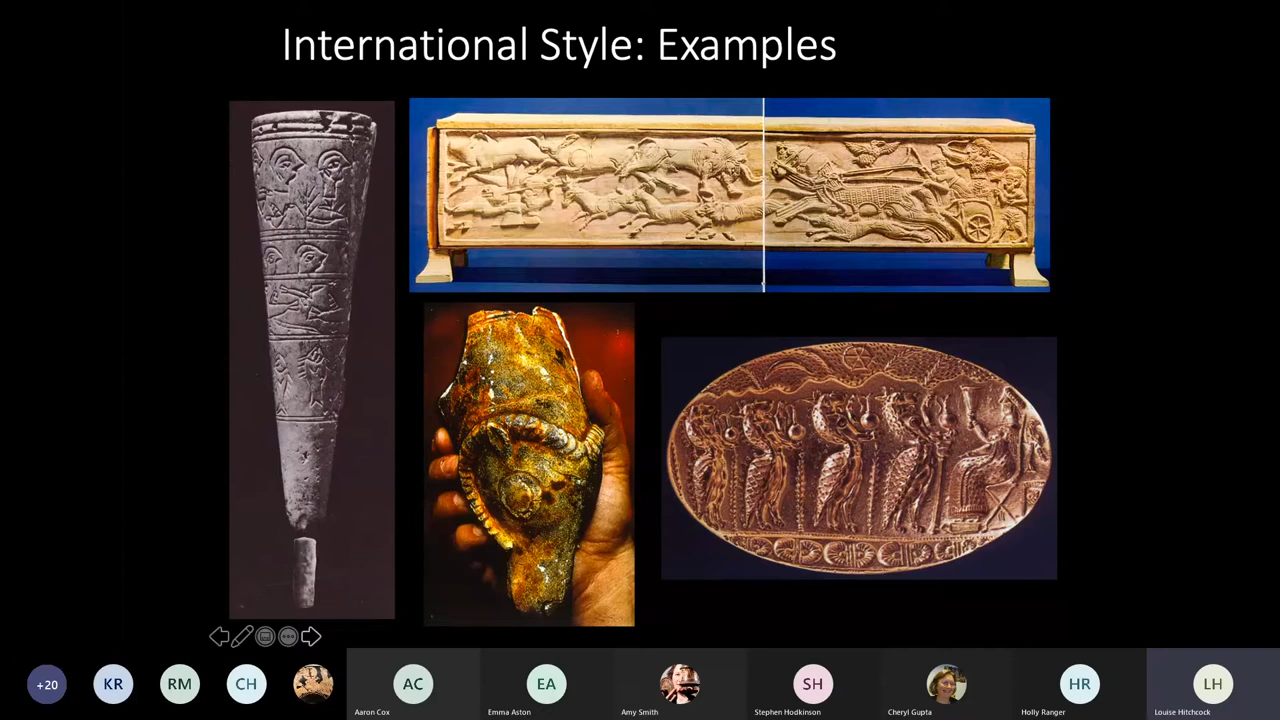 International Style: Examples
+20
KR
RM
CH
AC
EA
SH
HR
LH
Aaron Cox
Emma Aston
Amy Smith
Stephen Hodkinson
Cheryl Gupta
Holly Ranger
Louise Hitchcock